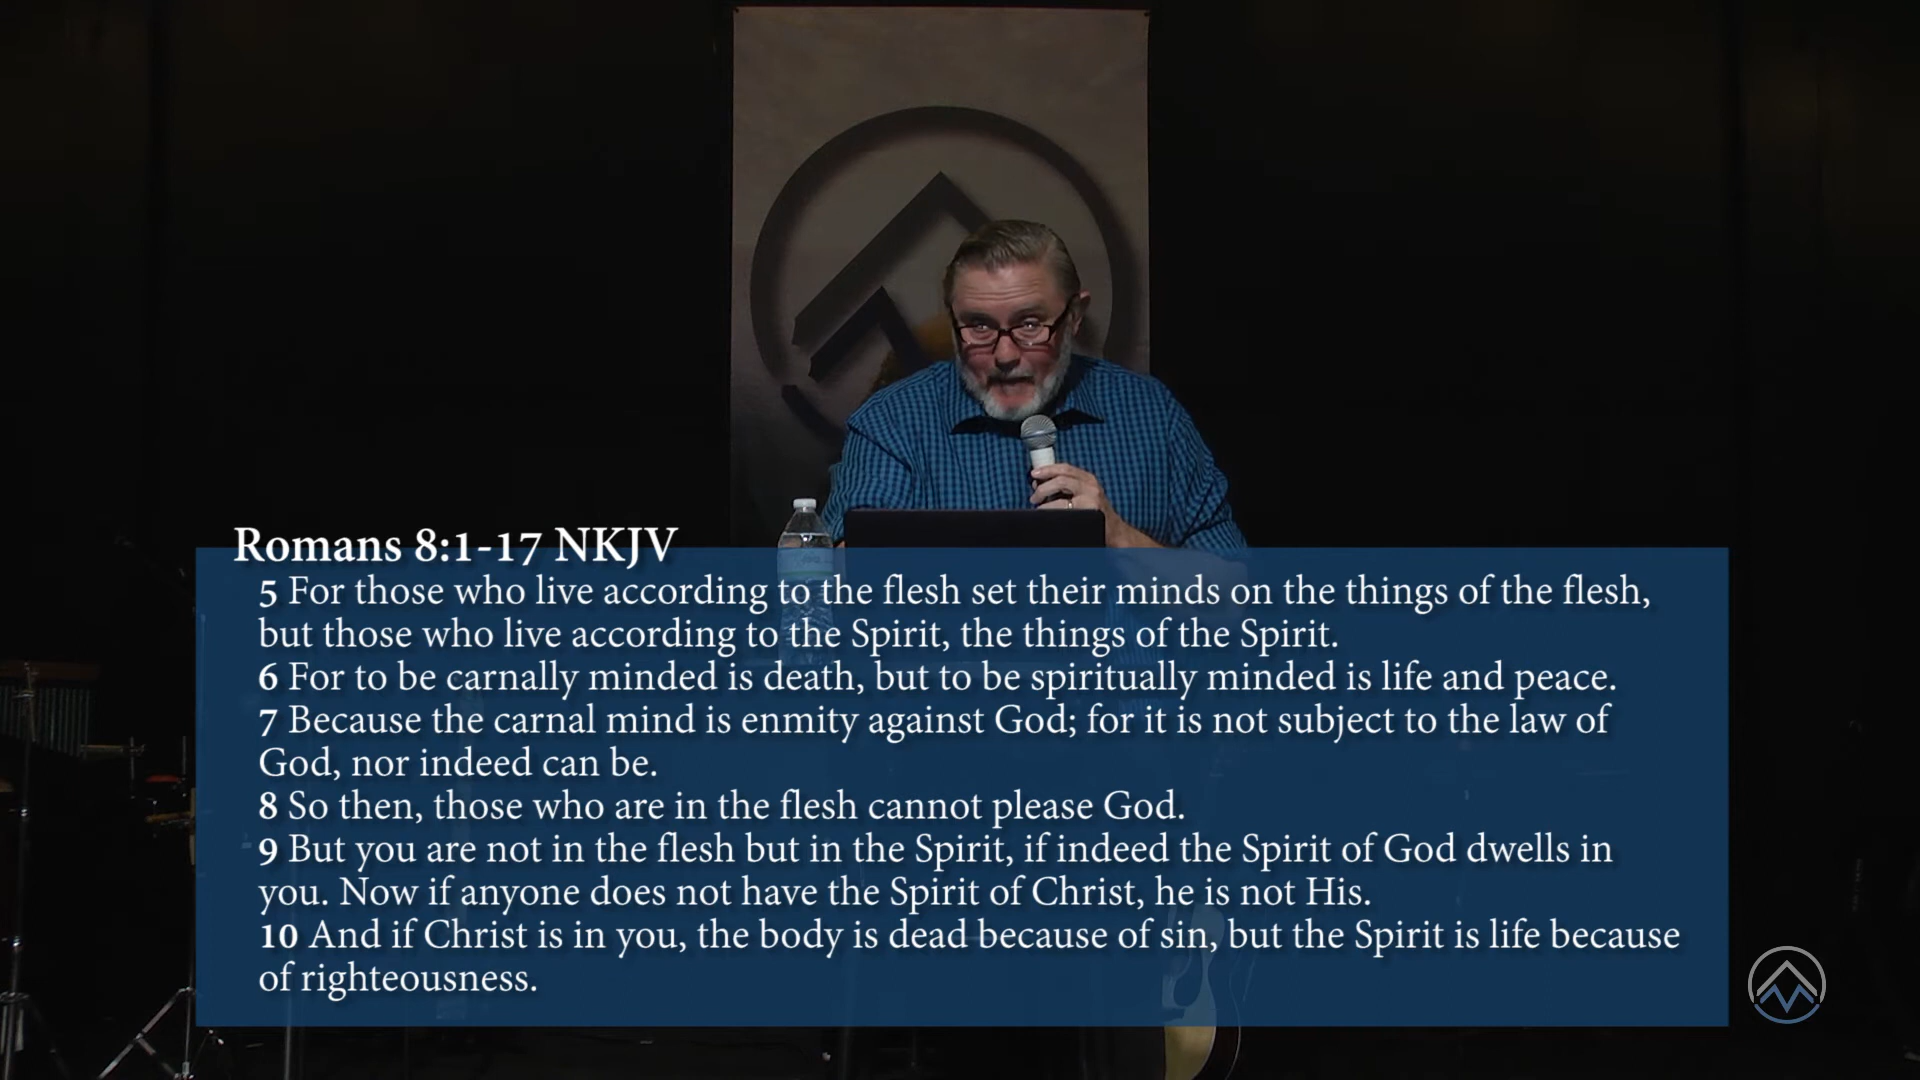 Romans 8:1-17 NKJV
5 For those who live according to the flesh set their minds on the things of the flesh,
but those who live according to the Spirit, the things of the Spirit.
6 For to be carnally minded is death, but to be spiritually minded is life and peace.
7 Because the carnal mind is enmity against God; for it is not subject to the law of
God, nor indeed can be.
8 So then, those who are in the flesh cannot please God.
9 But you are not in the flesh but in the Spirit, if indeed the Spirit of God dwells in
you. Now if anyone does not have the Spirit of Christ, he is not His.
10 And if Christ is in you, the body is dead because of sin, but the Spirit is life because
of righteousness.